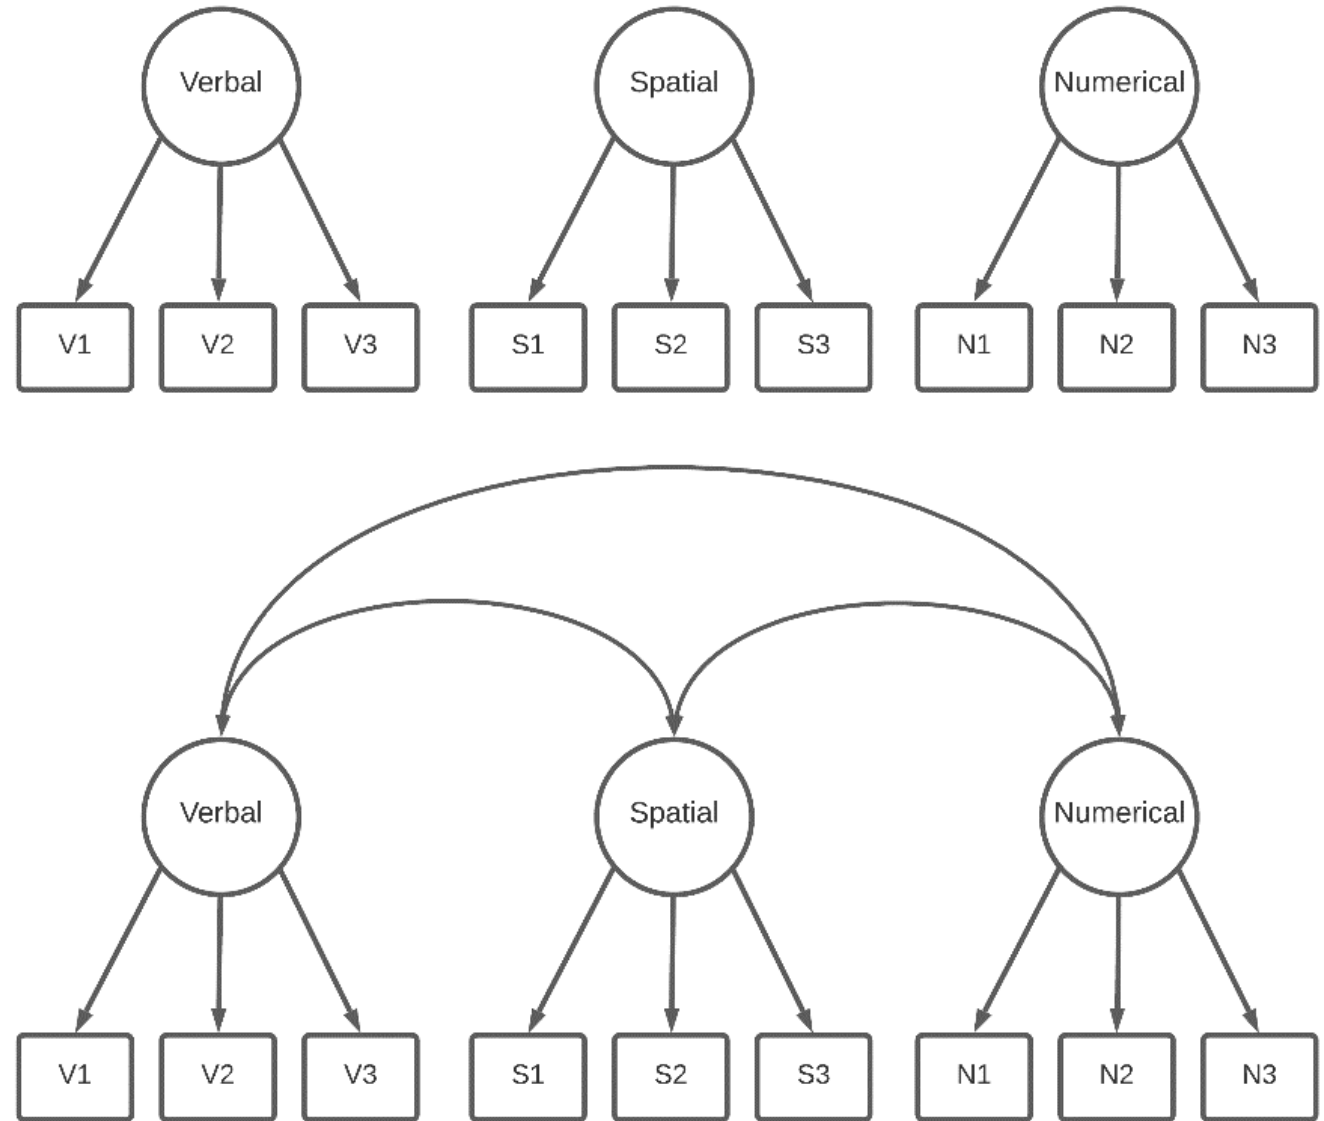 Verbal Spatial Numerical
V1 V2 V3 S1 S2 S3 N1 N2 N3
Verbal Spatial Numerical
V1 V2 V3 S1 S2 S3 N1 N2 N3